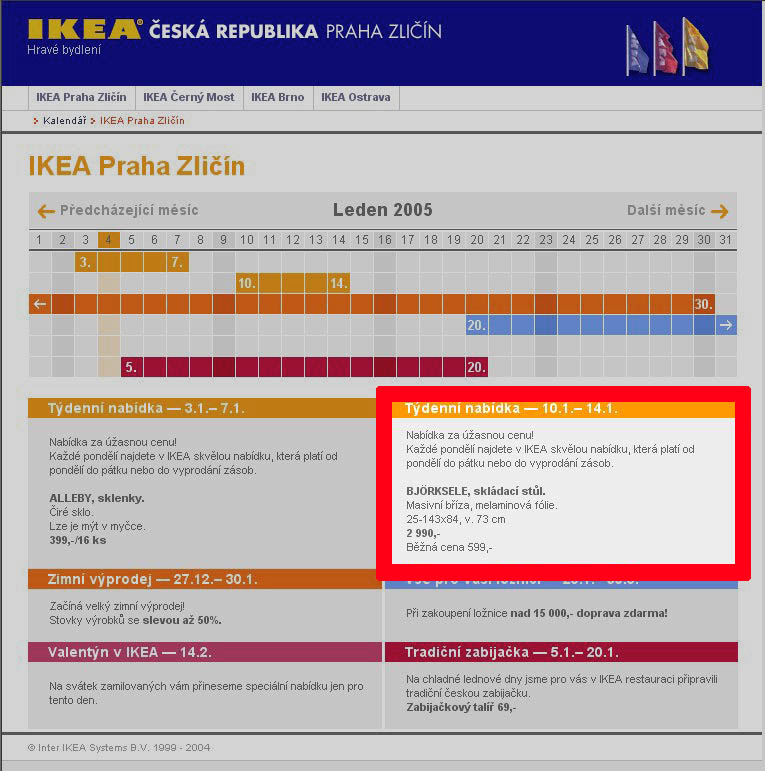 IKEA® ČESKÁ REPUBLIKA PRAHA ZLIČÍN
Hravé bydlení
IKEA Praha Zličín IKEA Černý Most IKEA Brno IKEA Ostrava
> Kalendář > IKEA Praha Zličín
IKEA Praha Zličín
← Předcházející měsíc Leden 2005 Další měsíc →
1 2 3 4 5 6 7 8 9 10 11 12 13 14 15 16 17 18 19 20 21 22 23 24 25 26 27 28 29 30 31
3. 7.
10. 14.
← 30.
20. →
5. 20.
Týdenní nabídka — 3.1.– 7.1.
Nabídka za úžasnou cenu!
Každé pondělí najdete v IKEA skvělou nabídku, která platí od
pondělí do pátku nebo do vyprodání zásob.
ALLEBY, sklenky.
Čiré sklo.
Lze je mýt v myčce.
399,-/16 ks
Týdenní nabídka — 10.1.– 14.1.
Nabídka za úžasnou cenu!
Každé pondělí najdete v IKEA skvělou nabídku, která platí od
pondělí do pátku nebo do vyprodání zásob.
BJÖRKSELE, skládací stůl.
Masivní bříza, melaminová fólie.
25-143x84, v. 73 cm
2 990,-
Běžná cena 599,-
Zimní výprodej — 27.12.– 30.1.
Začíná velký zimní výprodej!
Stovky výrobků se slevou až 50%.
Vše pro vaši ložnici
Při zakoupení ložnice nad 15 000,- doprava zdarma!
Valentýn v IKEA — 14.2.
Na svátek zamilovaných vám přineseme speciální nabídku jen pro
tento den.
Tradiční zabijačka — 5.1.– 20.1.
Na chladné lednové dny jsme pro vás v IKEA restauraci připravili
tradiční českou zabijačku.
Zabijačkový talíř 69,-
© Inter IKEA Systems B.V. 1999 - 2004